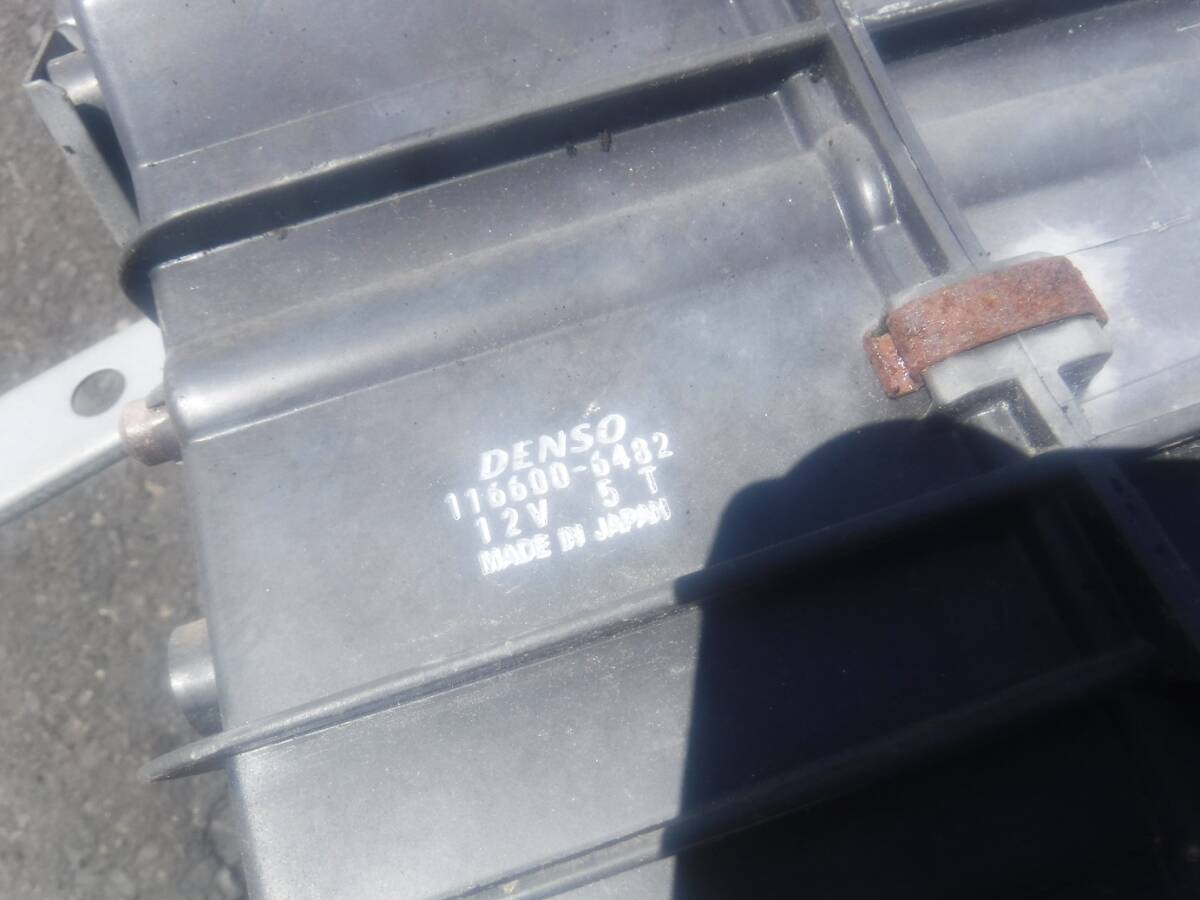 DENSO
116600-6482
12V 5T
MADE IN JAPAN